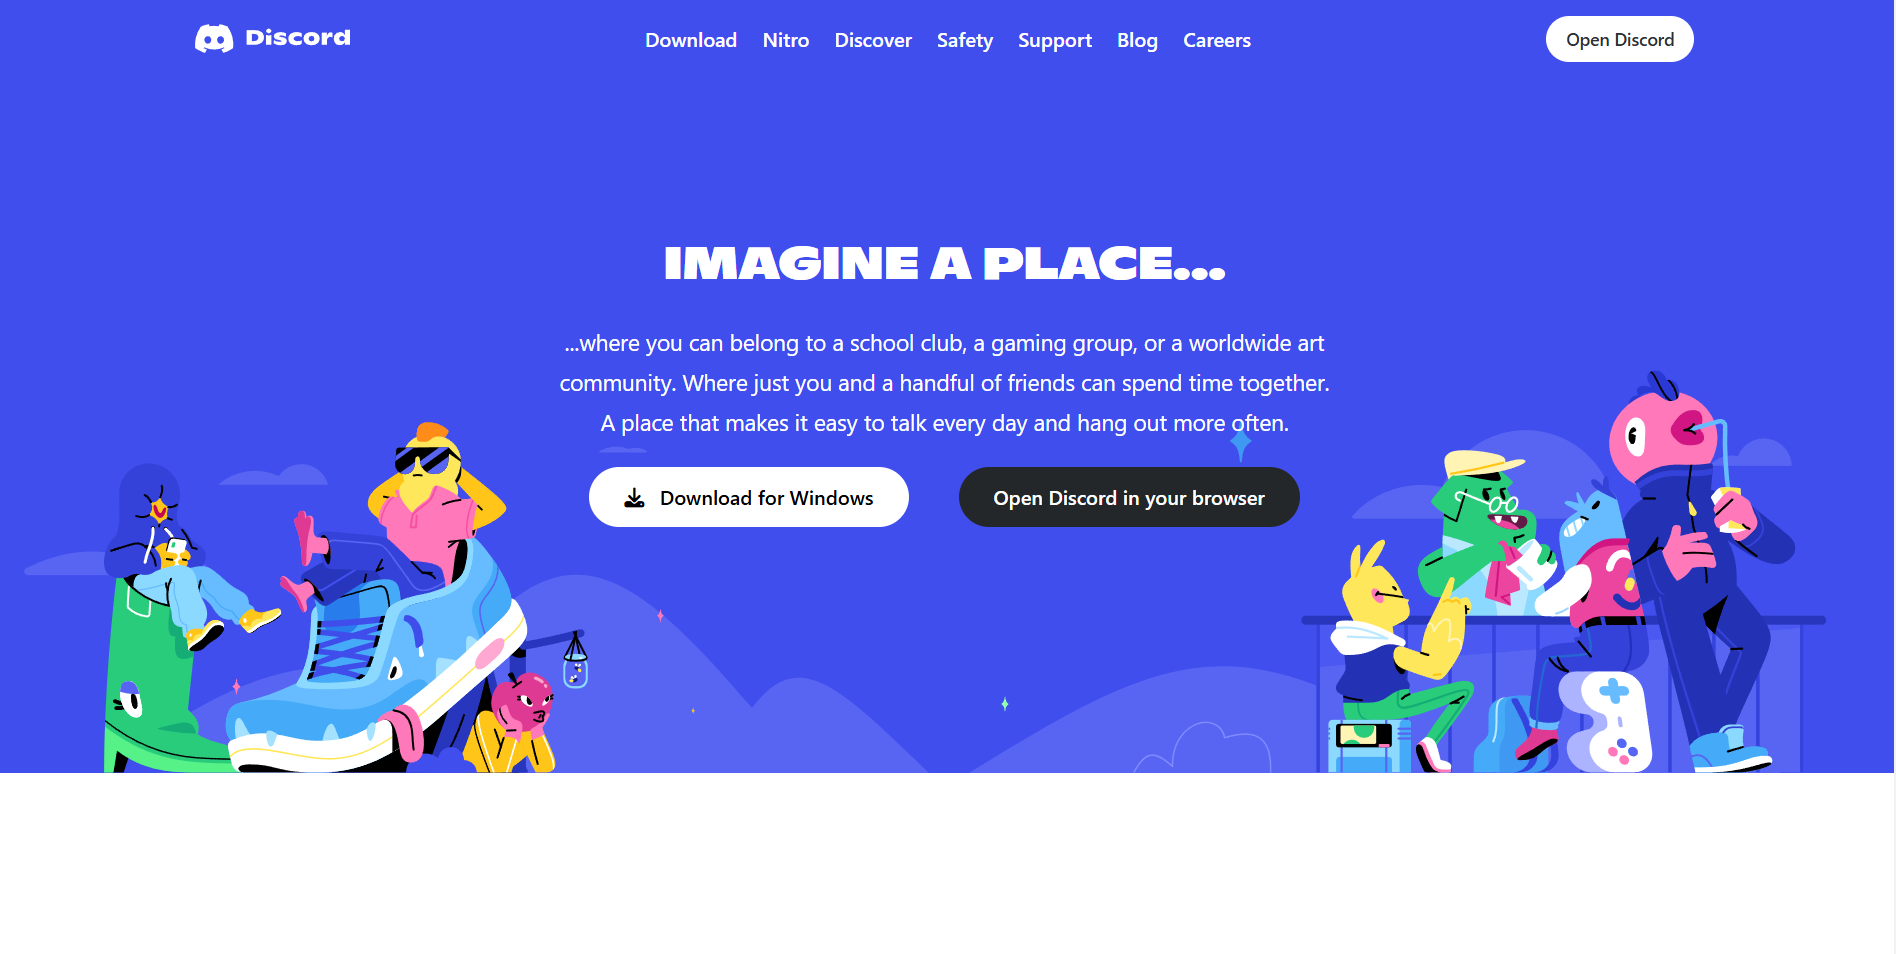 Discord
Download Nitro Discover Safety Support Blog Careers
Open Discord
IMAGINE A PLACE...
...where you can belong to a school club, a gaming group, or a worldwide art
community. Where just you and a handful of friends can spend time together.
A place that makes it easy to talk every day and hang out more often.
Download for Windows
Open Discord in your browser